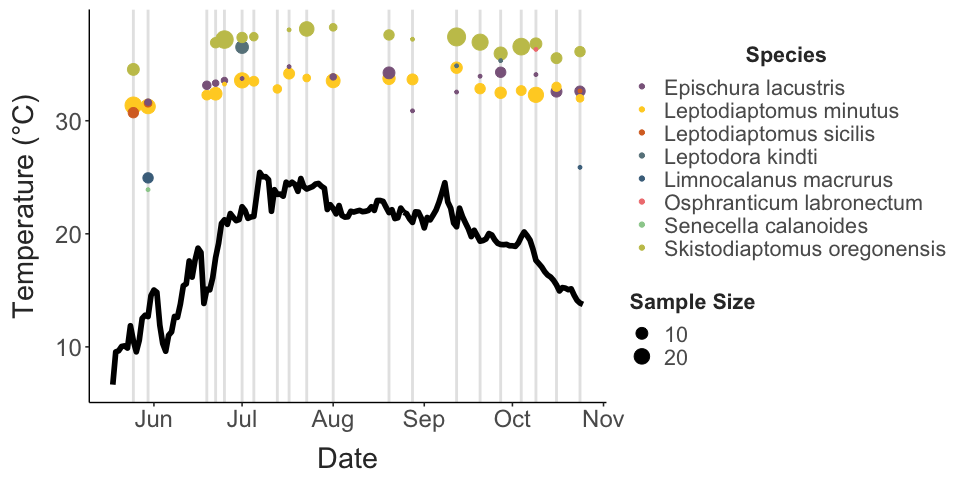 Temperature (°C)
30
20
10
Jun Jul Aug Sep Oct Nov
Date
Species
Epischura lacustris
Leptodiaptomus minutus
Leptodiaptomus sicilis
Leptodora kindti
Limnocalanus macrurus
Osphranticum labronectum
Senecella calanoides
Skistodiaptomus oregonensis
Sample Size
10
20